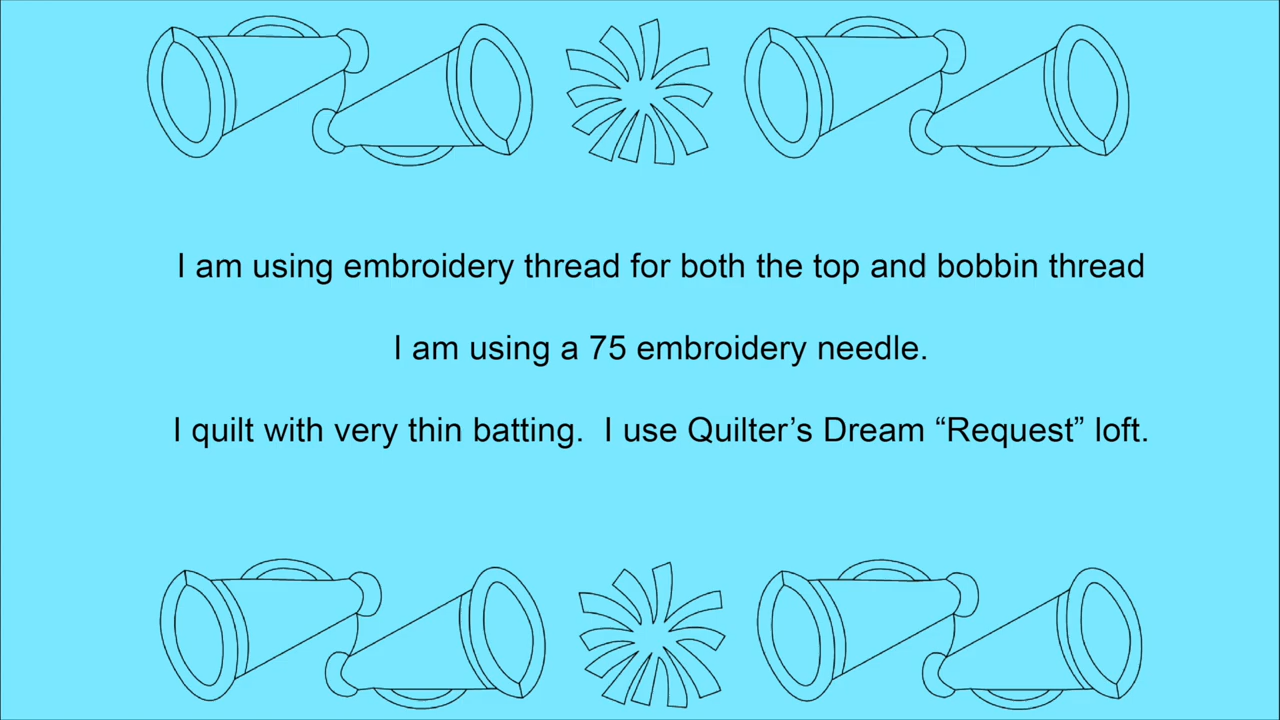 I am using embroidery thread for both the top and bobbin thread
I am using a 75 embroidery needle.
I quilt with very thin batting.  I use Quilter’s Dream “Request” loft.